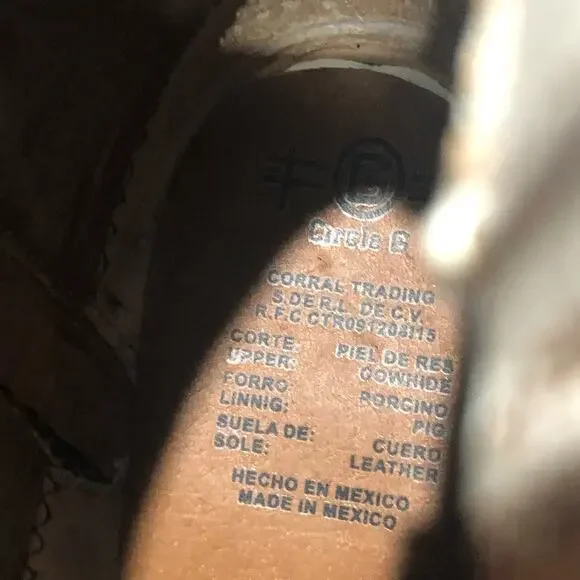 Circle G
CORRAL TRADING
S.DE R.L. DE C.V.
CORTE: PIEL DE RES
UPPER: COWHIDE
FORRO PORCINO
LINNIG: PIG
SUELA DE: CUERO
SOLE: LEATHER
HECHO EN MEXICO
MADE IN MEXICO